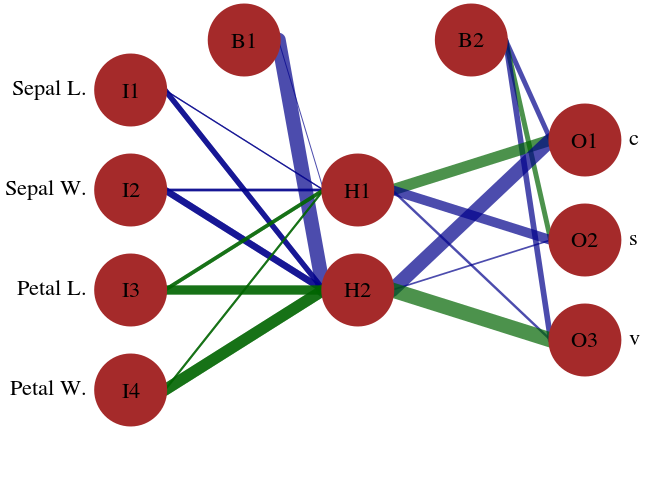 B1
B2
Sepal L.
I1
O1
c
Sepal W.
I2
H1
O2
s
Petal L.
I3
H2
O3
v
Petal W.
I4